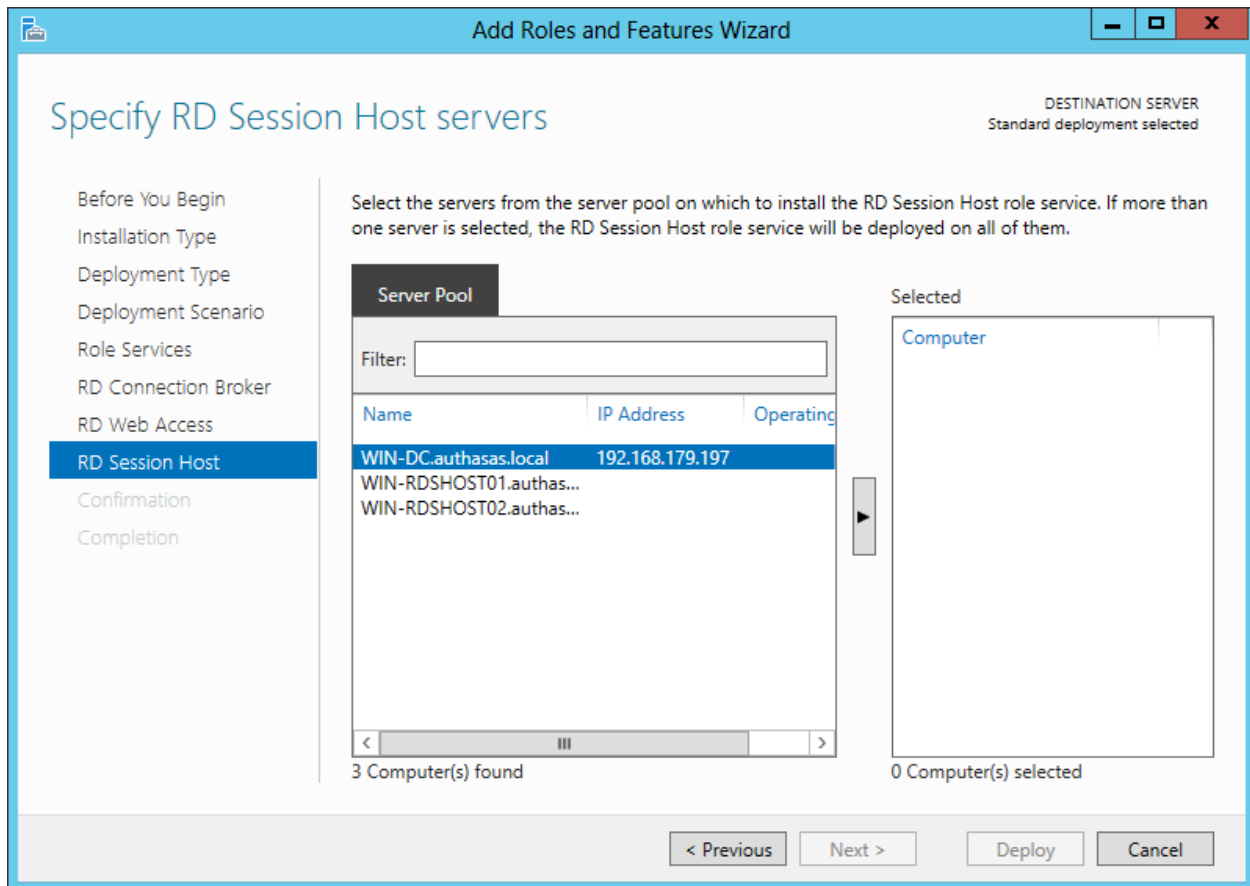 Add Roles and Features Wizard
Specify RD Session Host servers
DESTINATION SERVER
Standard deployment selected
Before You Begin
Installation Type
Deployment Type
Deployment Scenario
Role Services
RD Connection Broker
RD Web Access
RD Session Host
Confirmation
Completion
Select the servers from the server pool on which to install the RD Session Host role service. If more than
one server is selected, the RD Session Host role service will be deployed on all of them.
Server Pool
Filter:
Name IP Address Operating
WIN-DC.authasas.local 192.168.179.197
WIN-RDSHOST01.authas...
WIN-RDSHOST02.authas...
3 Computer(s) found
Selected
Computer
0 Computer(s) selected
< Previous
Next >
Deploy
Cancel